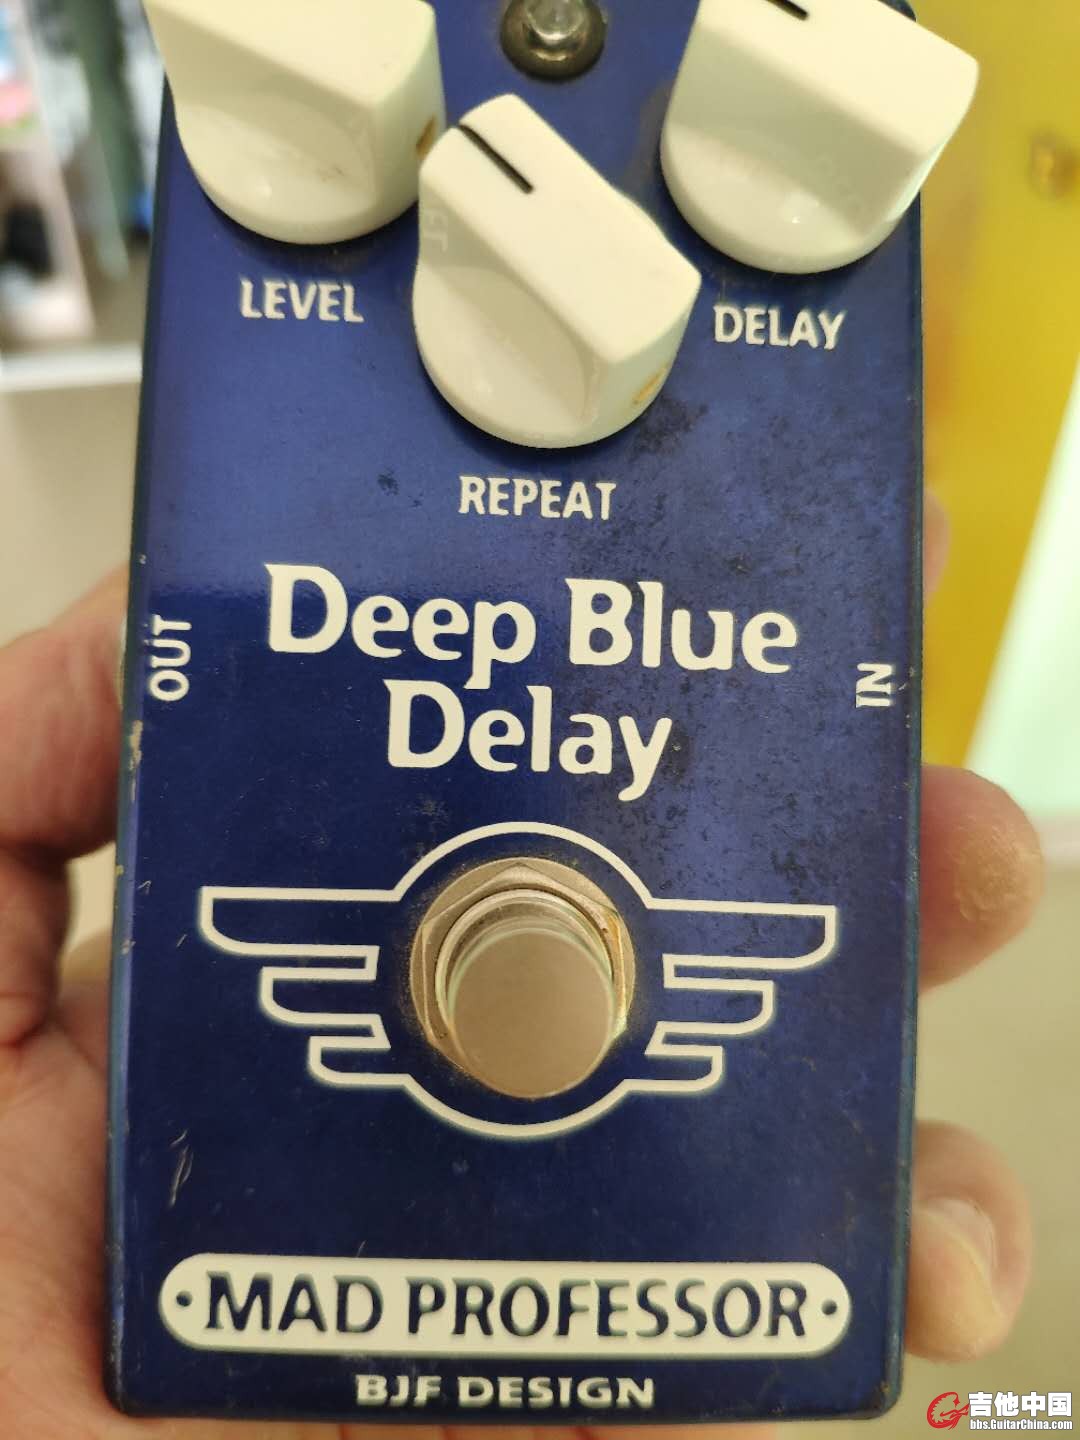 LEVEL
DELAY
REPEAT
Deep Blue
Delay
OUT
IN
·MAD PROFESSOR·
BJF DESIGN
吉他中国
bbs.GuitarChina.com